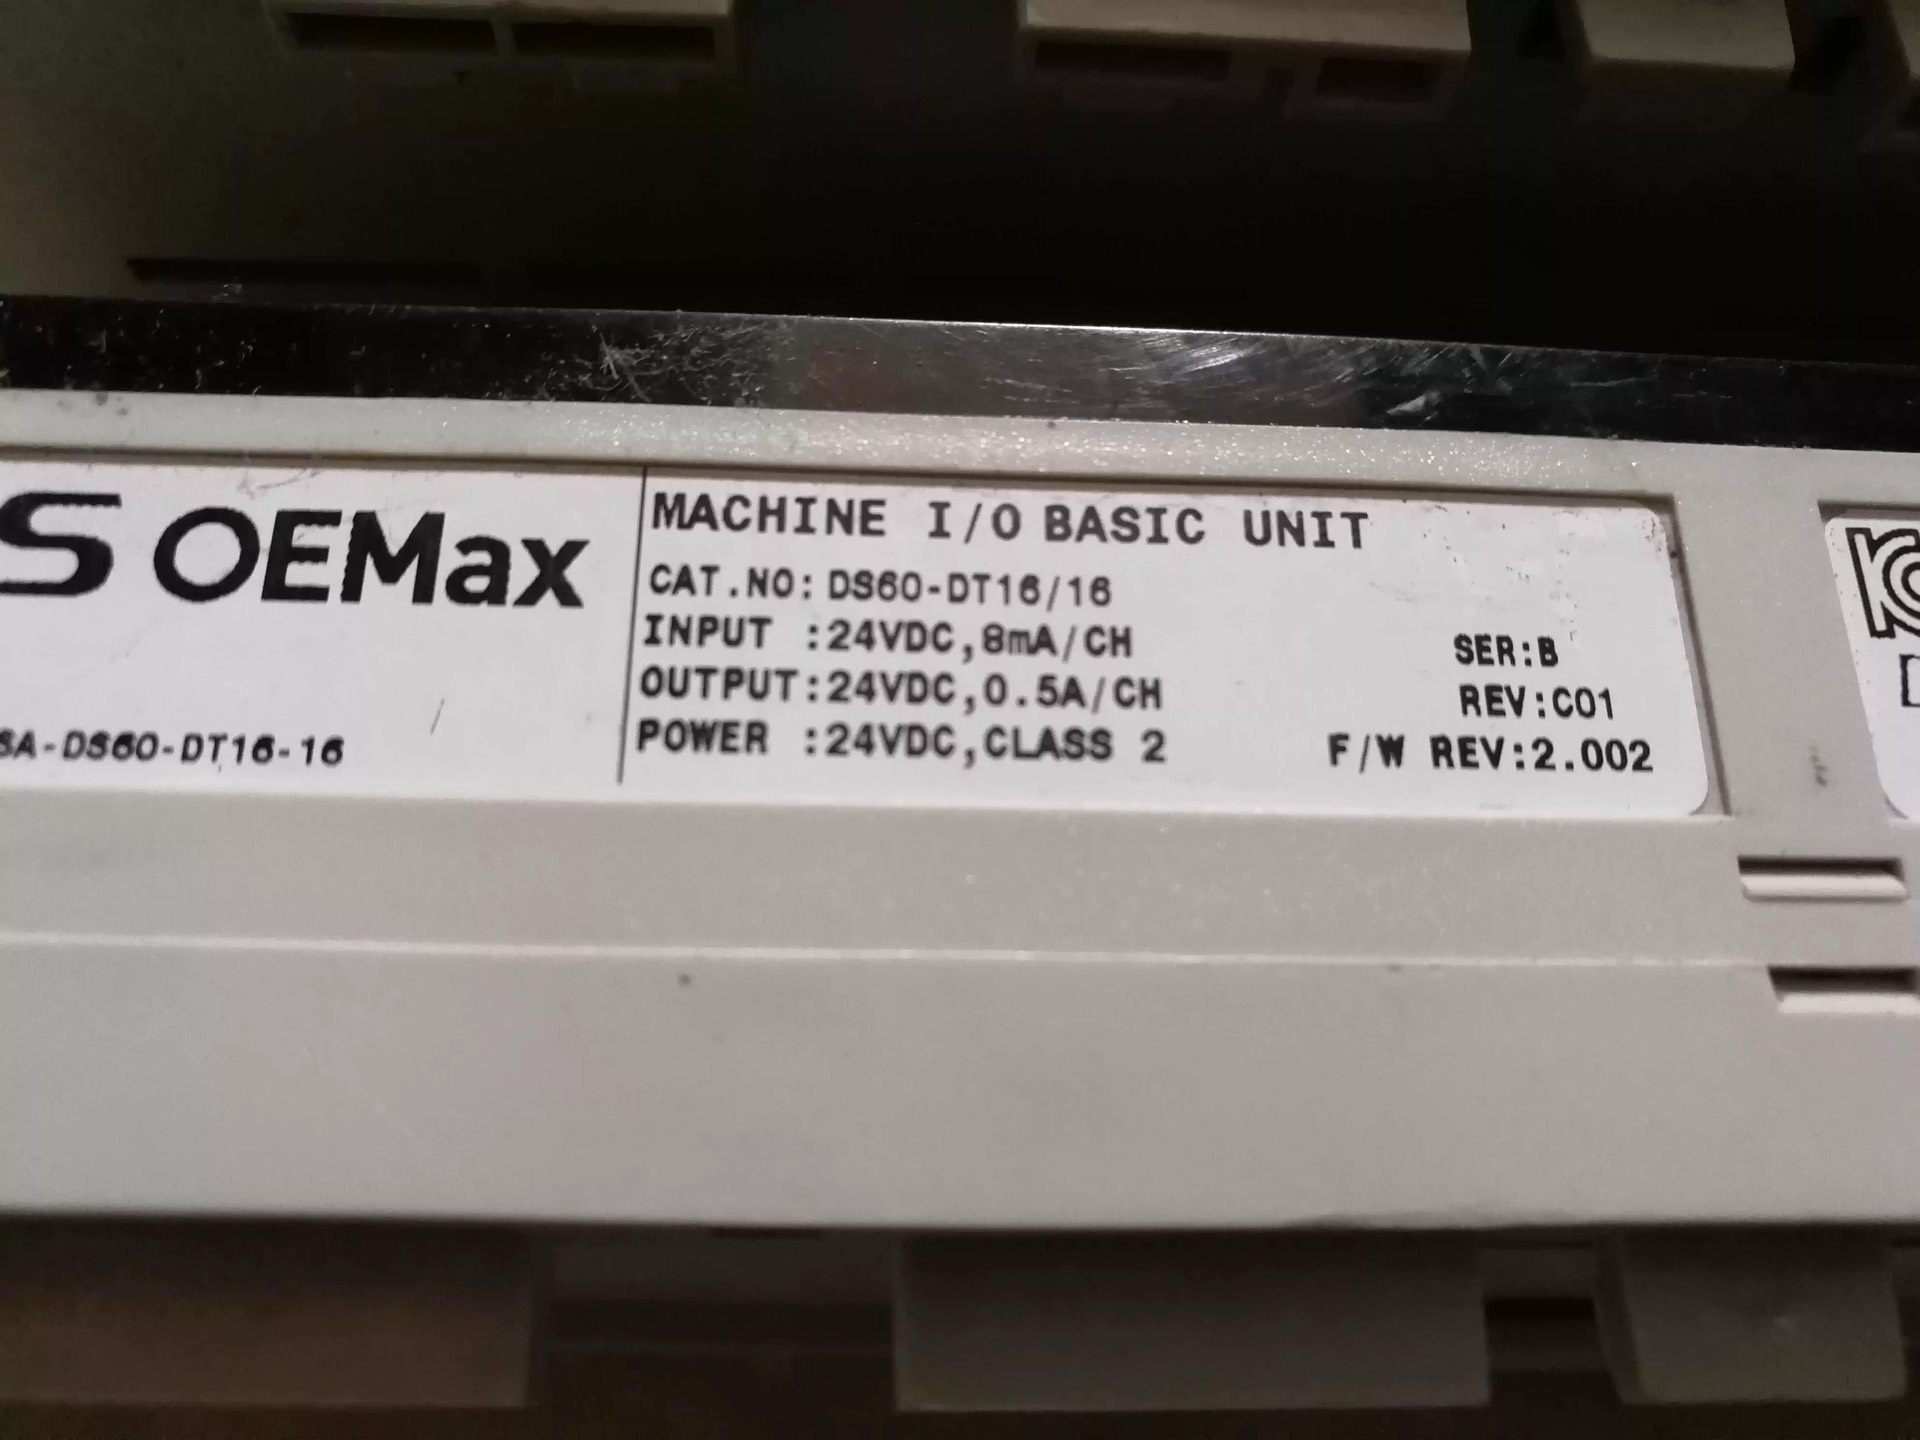 S OEMax
MACHINE I/O BASIC UNIT
CAT.NO: DS60-DT16/16
INPUT :24VDC,8mA/CH
OUTPUT:24VDC,0.5A/CH
POWER :24VDC,CLASS 2
SER:B
REV:C01
F/W REV:2.002
SA-DS60-DT16-16